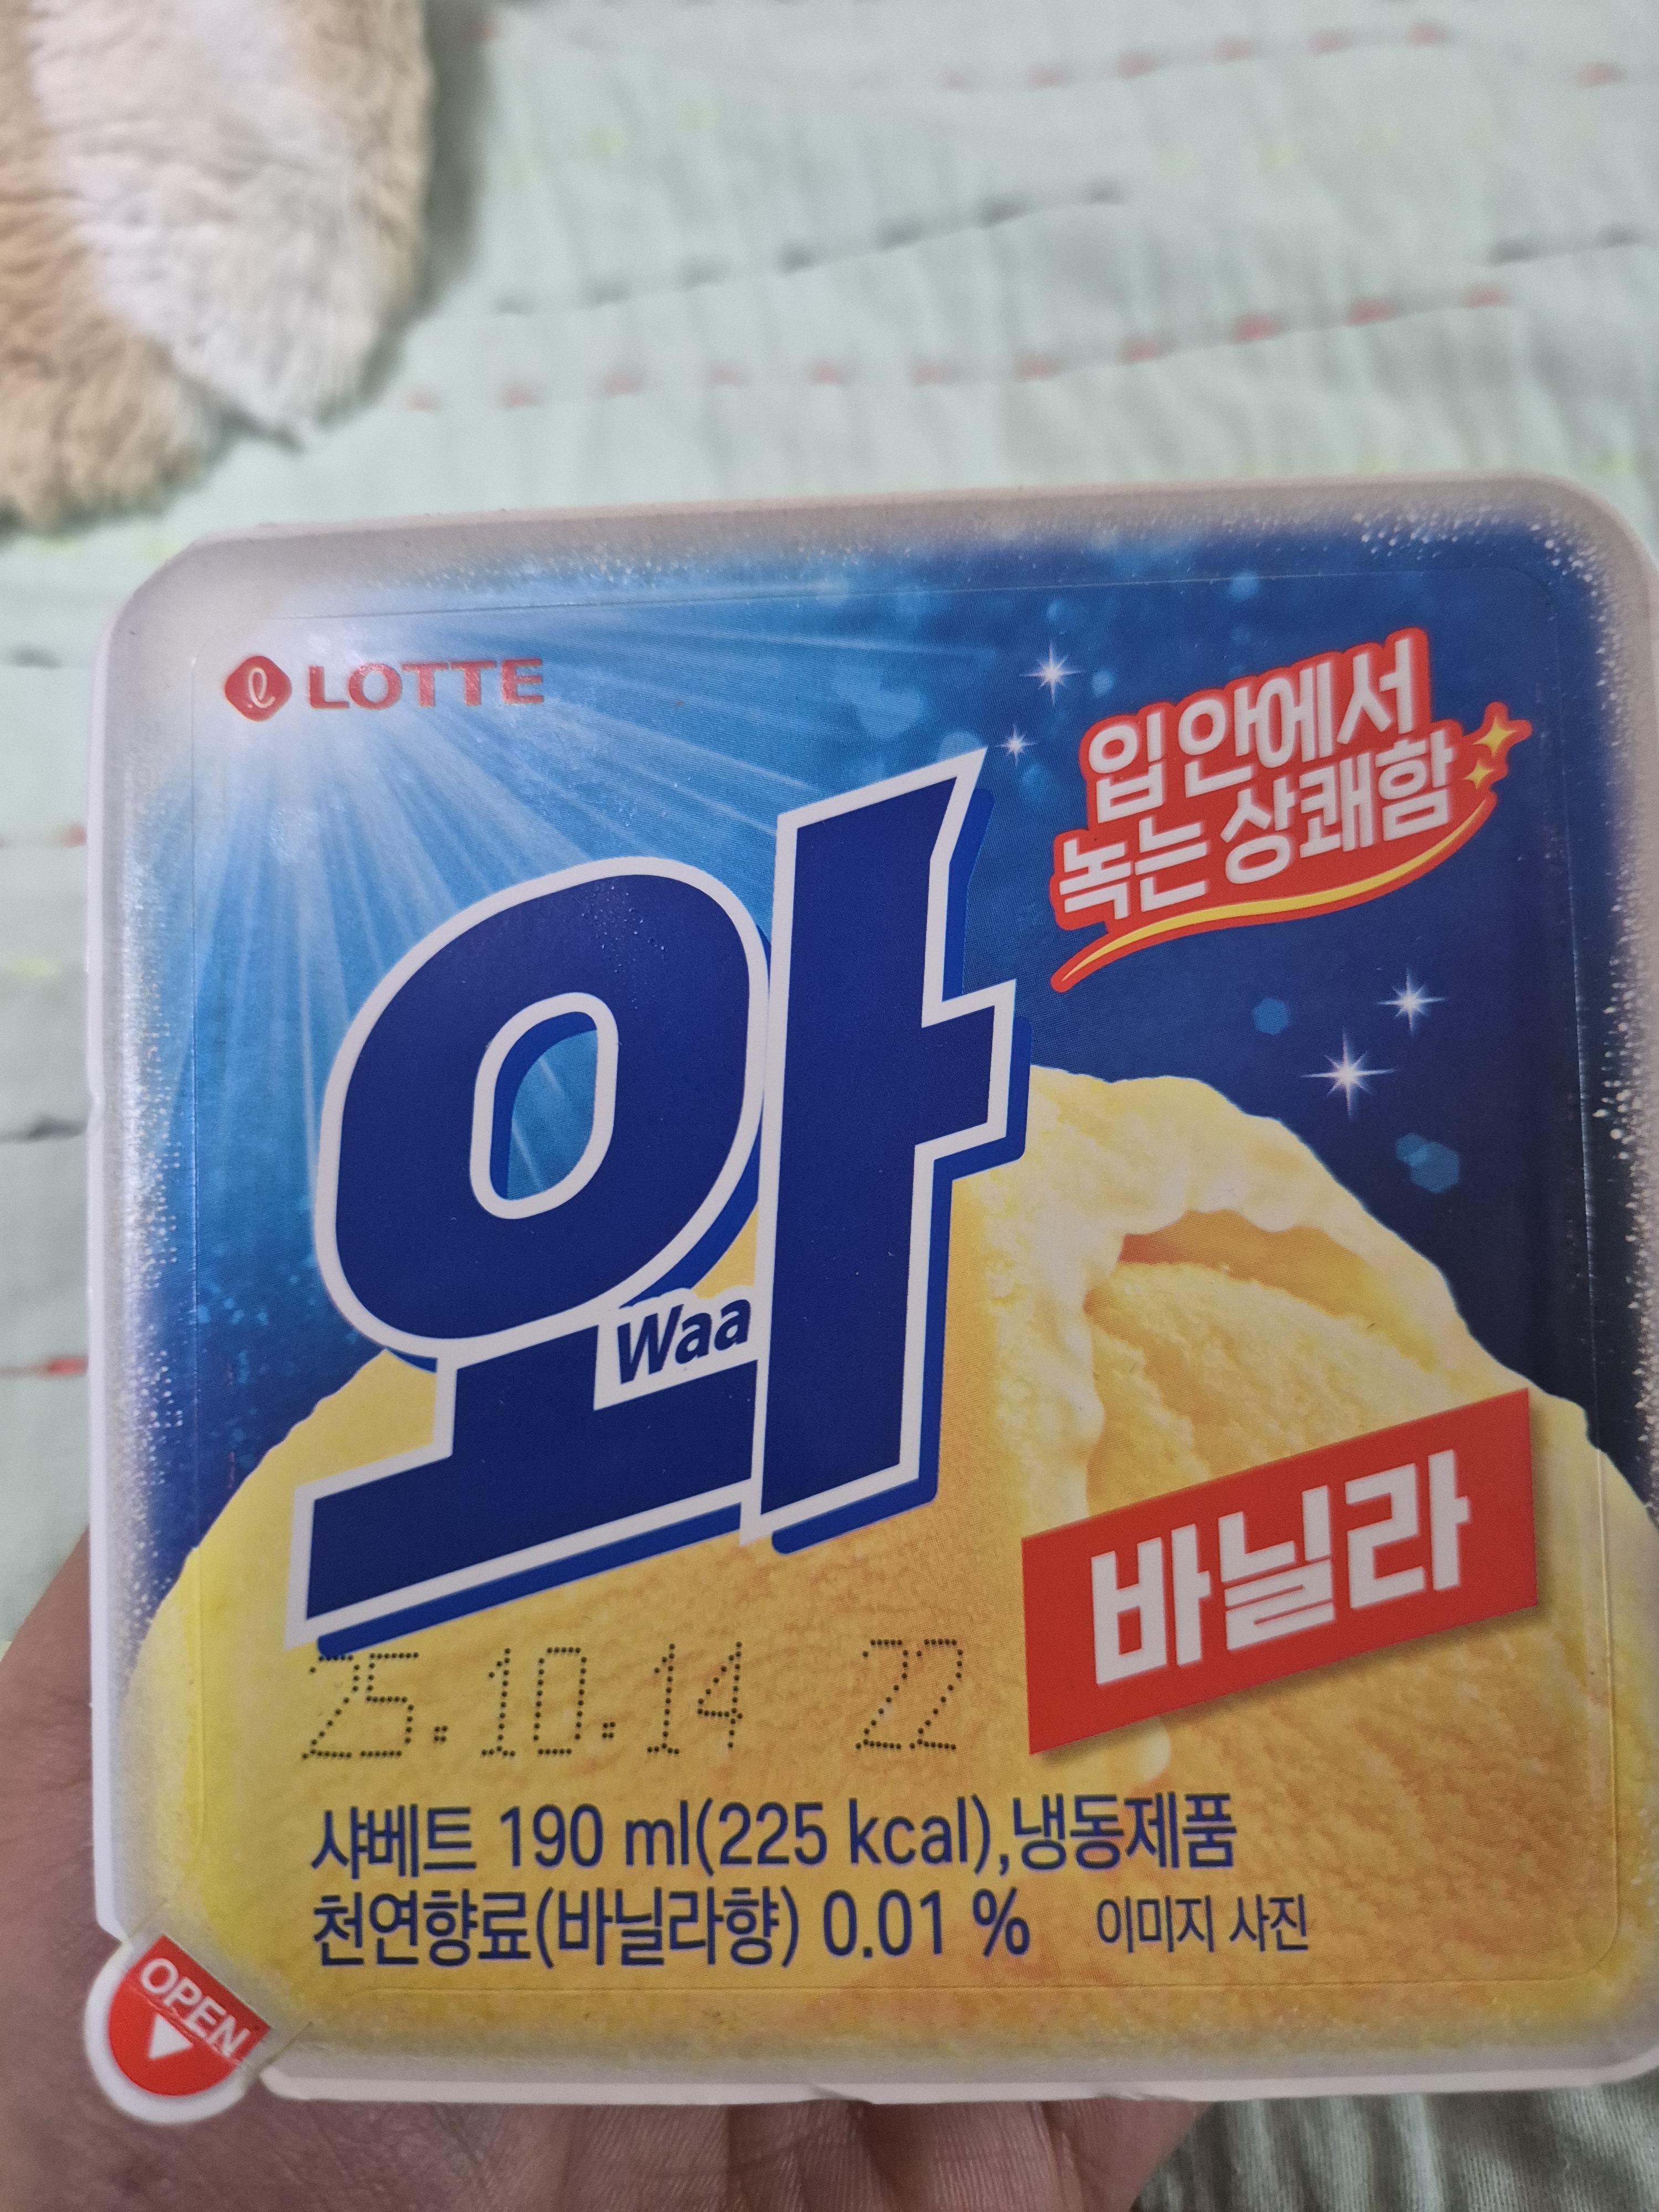 LOTTE
입안에서
녹는 상쾌함
와
Waa
바닐라
25.10.14 22
샤베트 190 ml(225 kcal),냉동제품
천연향료(바닐라향) 0.01 % 이미지 사진
OPEN